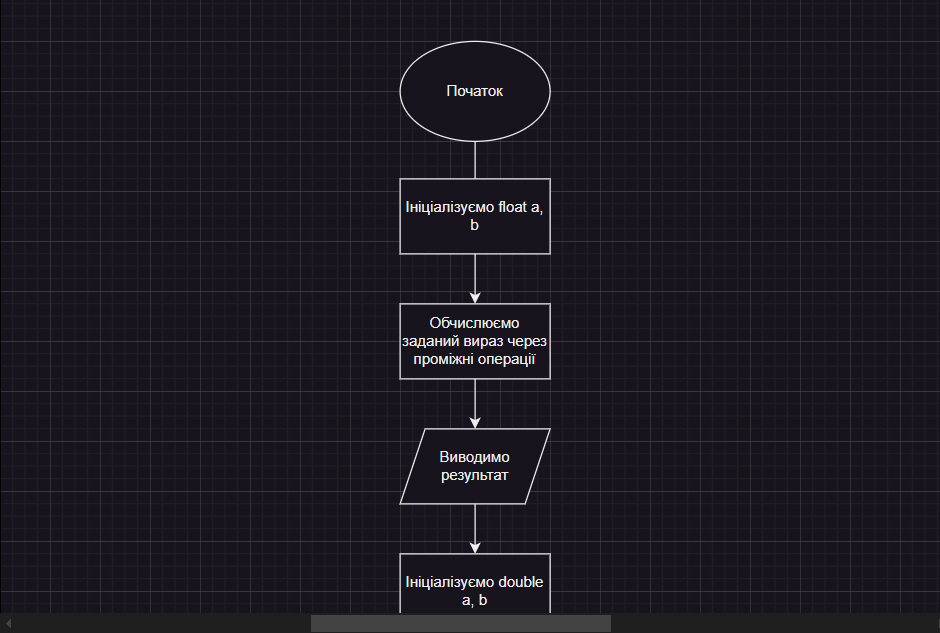 Початок
Ініціалізуємо float a,
b
Обчислюємо
заданий вираз через
проміжні операції
Виводимо
результат
Ініціалізуємо double
a, b